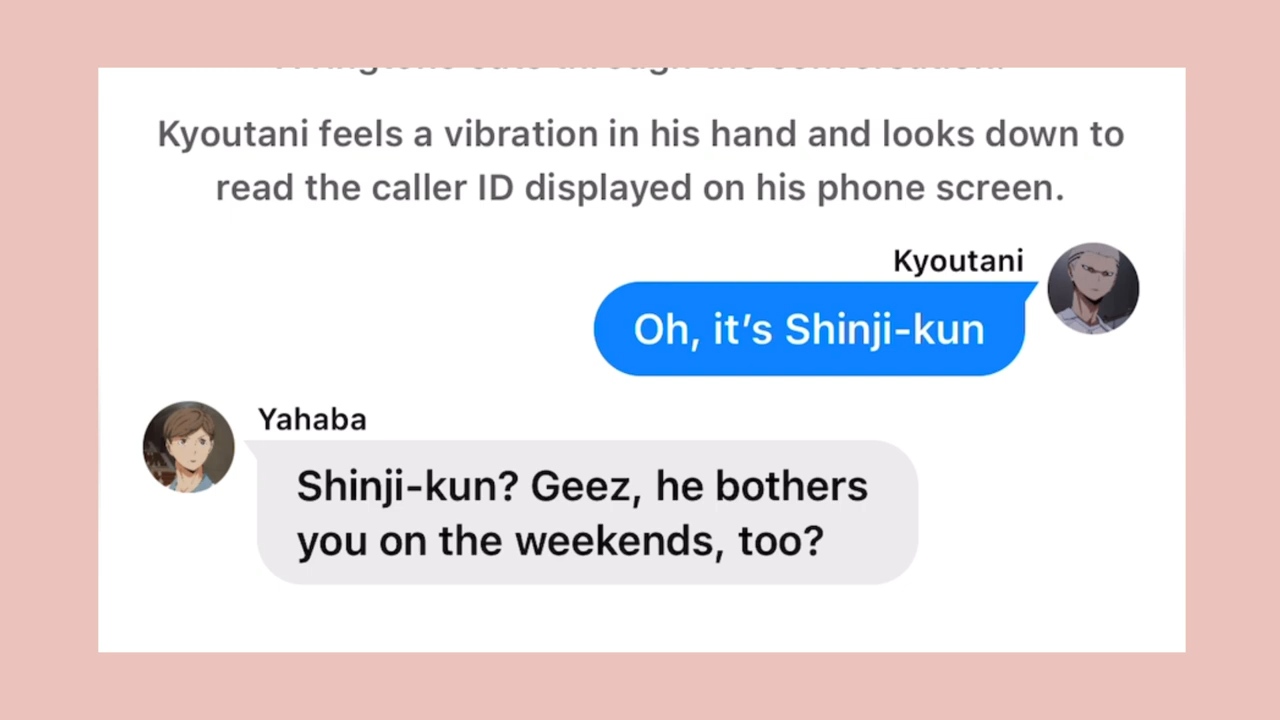 Kyoutani feels a vibration in his hand and looks down to
read the caller ID displayed on his phone screen.
Kyoutani
Oh, it’s Shinji-kun
Yahaba
Shinji-kun? Geez, he bothers
you on the weekends, too?